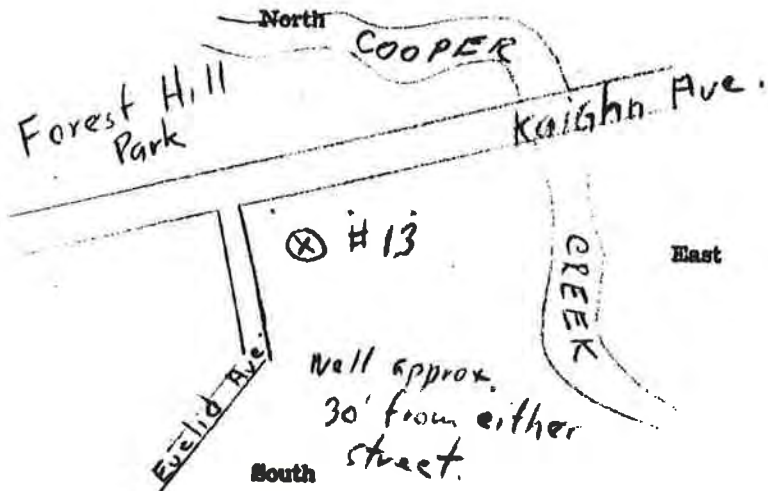 North
COOPER
Forest Hill
Park
Kaighn Ave.
#13
East
CREEK
Well approx.
30' from either
street.
Euclid Ave.
South